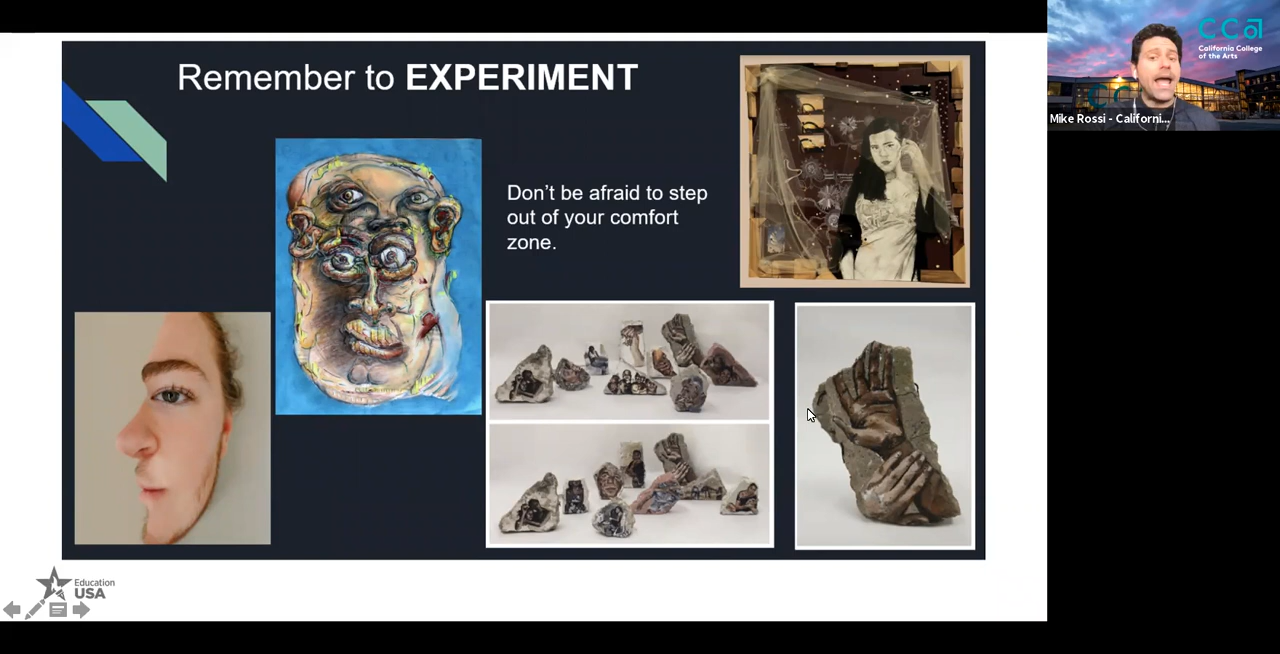 Remember to EXPERIMENT
Don't be afraid to step
out of your comfort
zone.
Education
USA
CCa
California College
of the Arts
Mike Rossi - Californi...